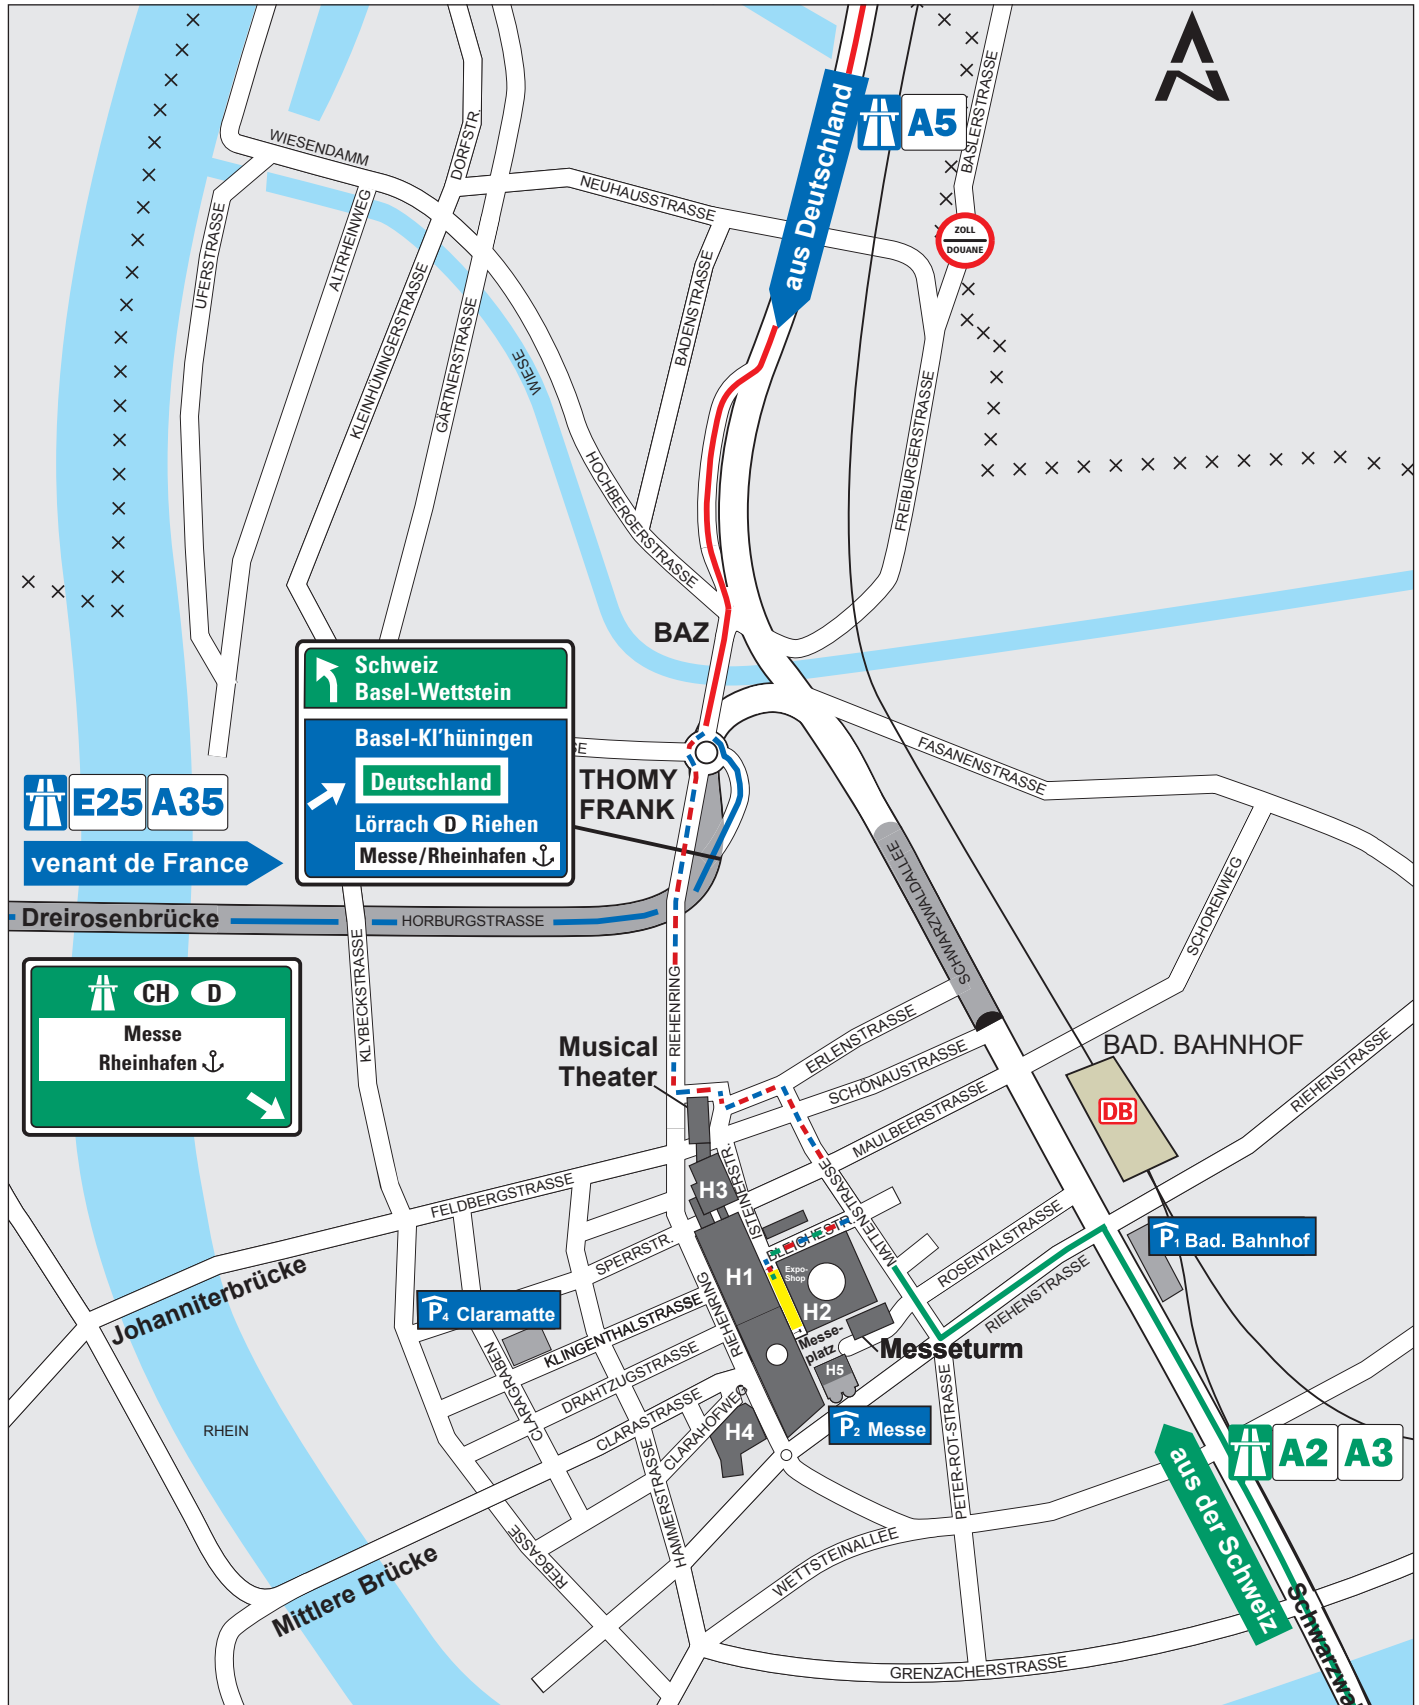 WIESENDAMM
DORFSTR.
NEUHAUSSTRASSE
aus Deutschland
A5
BASLERSTRASSE
ZOLL
DOUANE
UFERSTRASSE
ALTRHEINWEG
KLEINHÜNINGERSTRASSE
GÄRTNERSTRASSE
BADENSTRASSE
WIESE
HOCHBERGERSTRASSE
FREIBURGERSTRASSE
BAZ
Schweiz
Basel-Wettstein
Basel-Kl'hüningen
Deutschland
Lörrach D Riehen
Messe/Rheinhafen
SE
THOMY
FRANK
FASANENSTRASSE
E25 A35
venant de France
SCHWARZWALDALLEE
SCHORENWEG
Dreirosenbrücke
HORBURGSTRASSE
CH D
Messe
Rheinhafen
KLYBECKSTRASSE
RIEHENRING
Musical
Theater
ERLENSTRASSE
SCHÖNAUSTRASSE
MAULBEERSTRASSE
BAD. BAHNHOF
DB
RIEHENSTRASSE
FELDBERGSTRASSE
H3
ISTEINERSTR.
MATTENSTRASSE
BLEICHESTR.
SPERRSTR.
H1
Expo-
Shop
H2
ROSENTALSTRASSE
RIEHENSTRASSE
P1 Bad. Bahnhof
Johanniterbrücke
P4 Claramatte
KLINGENTHALSTRASSE
RIEHENRING
Messe-
platz
Messeturm
H5
CLARAGRABEN
DRAHTZUGSTRASSE
CLARASTRASSE
CLARAHOFWEG
H4
P2 Messe
PETER-ROT-STRASSE
RHEIN
HAMMERSTRASSE
A2 A3
aus der Schweiz
REBGASSE
WETTSTEINALLEE
Mittlere Brücke
GRENZACHERSTRASSE
Schwarzwa